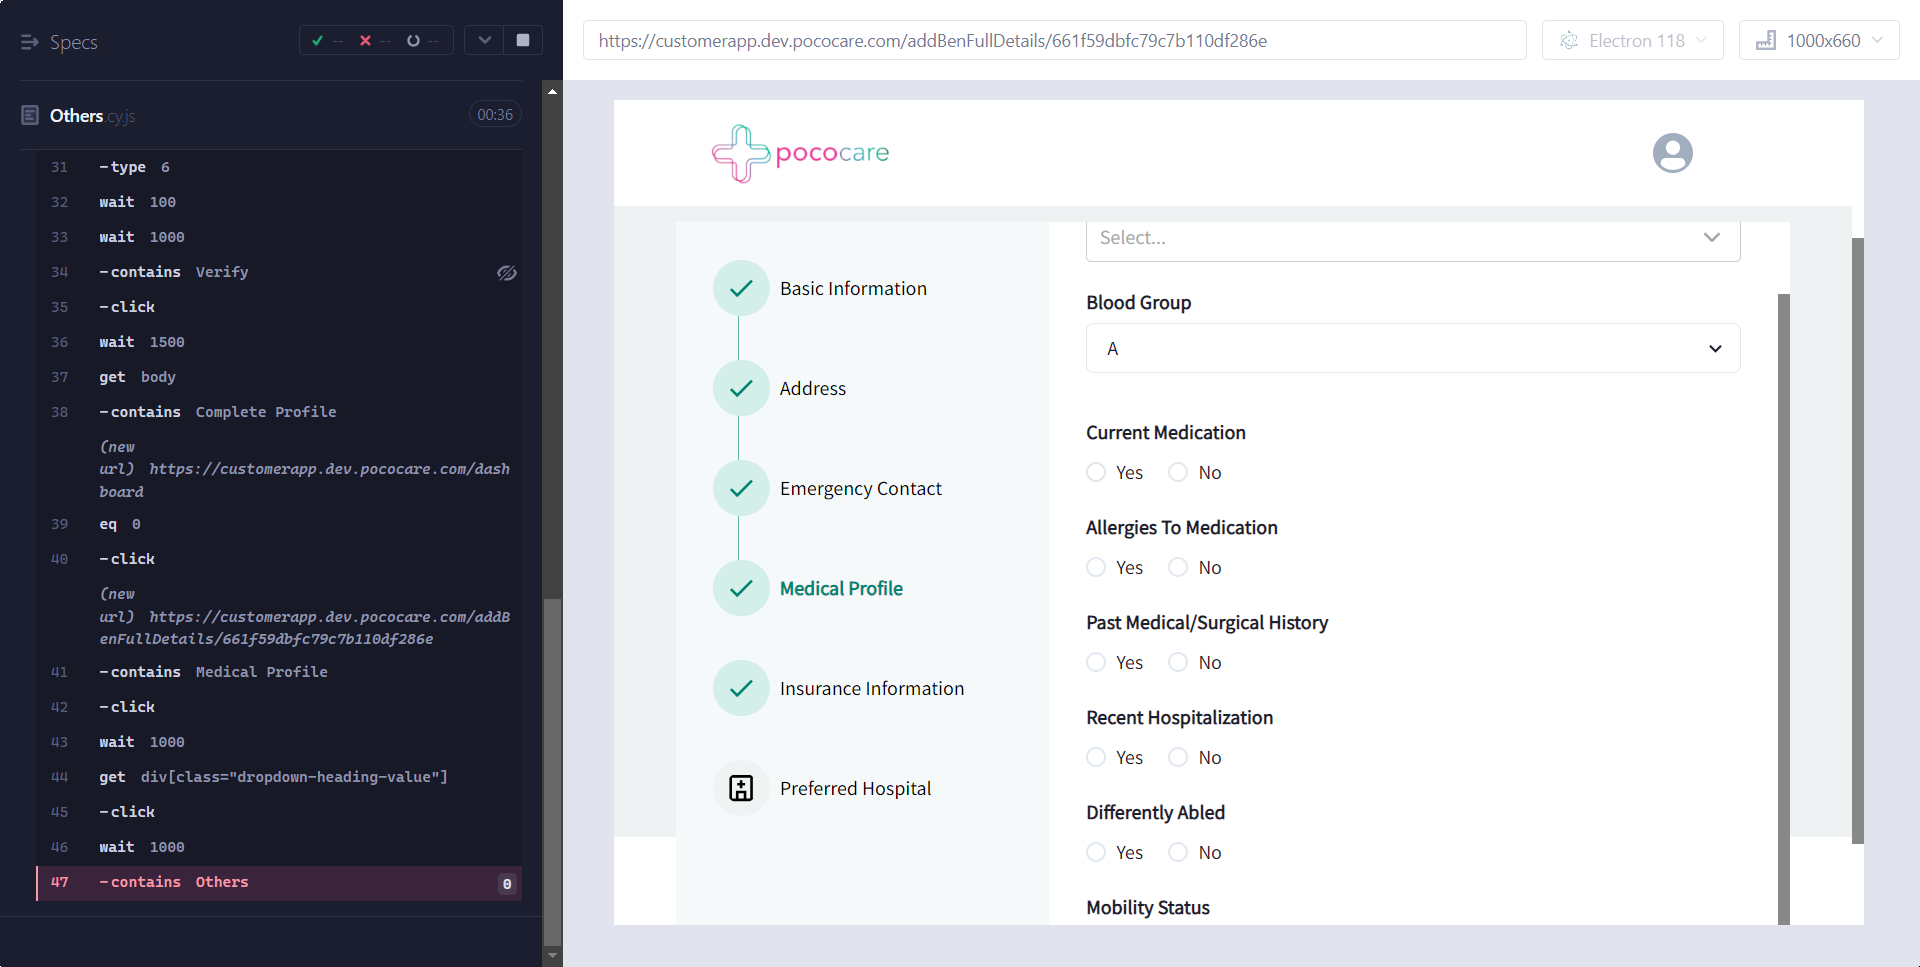 Specs
-- -- --
Others.cy.js
00:36
31 -type 6
32 wait 100
33 wait 1000
34 -contains Verify
35 -click
36 wait 1500
37 get body
38 -contains Complete Profile
(new
url) https://customerapp.dev.pococare.com/dash
board
39 eq 0
40 -click
(new
url) https://customerapp.dev.pococare.com/addB
enFullDetails/661f59dbfc79c7b110df286e
41 -contains Medical Profile
42 -click
43 wait 1000
44 get div[class="dropdown-heading-value"]
45 -click
46 wait 1000
47 -contains Others 0
https://customerapp.dev.pococare.com/addBenFullDetails/661f59dbfc79c7b110df286e
Electron 118
1000x660
pococare
Basic Information
Address
Emergency Contact
Medical Profile
Insurance Information
Preferred Hospital
Select...
Blood Group
A
Current Medication
Yes No
Allergies To Medication
Yes No
Past Medical/Surgical History
Yes No
Recent Hospitalization
Yes No
Differently Abled
Yes No
Mobility Status